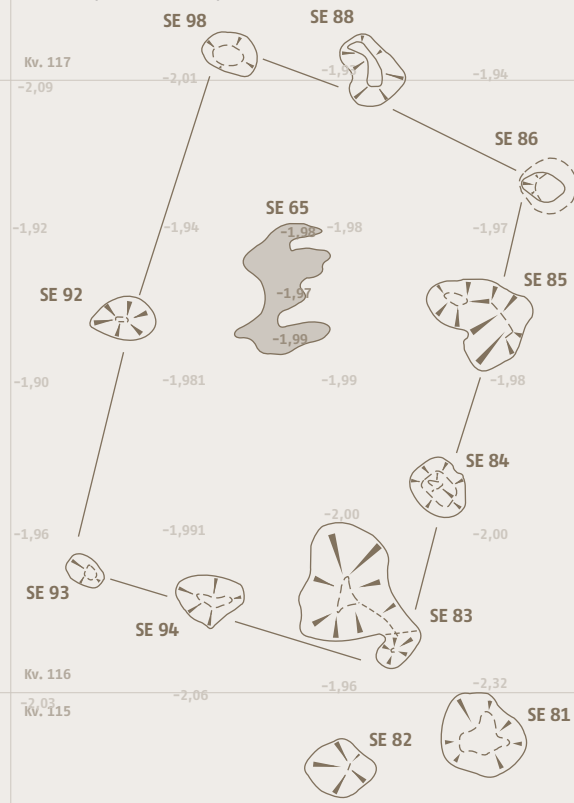 SE 98
SE 88
Kv. 117
-2,01
-1,93
-1,94
-2,09
SE 86
SE 65
-1,92
-1,94
-1,98
-1,98
-1,97
SE 85
SE 92
-1,97
-1,99
-1,90
-1,981
-1,99
-1,98
SE 84
-2,00
-1,96
-1,991
-2,00
SE 93
SE 83
SE 94
Kv. 116
-2,03
-2,06
-1,96
-2,32
Kv. 115
SE 81
SE 82